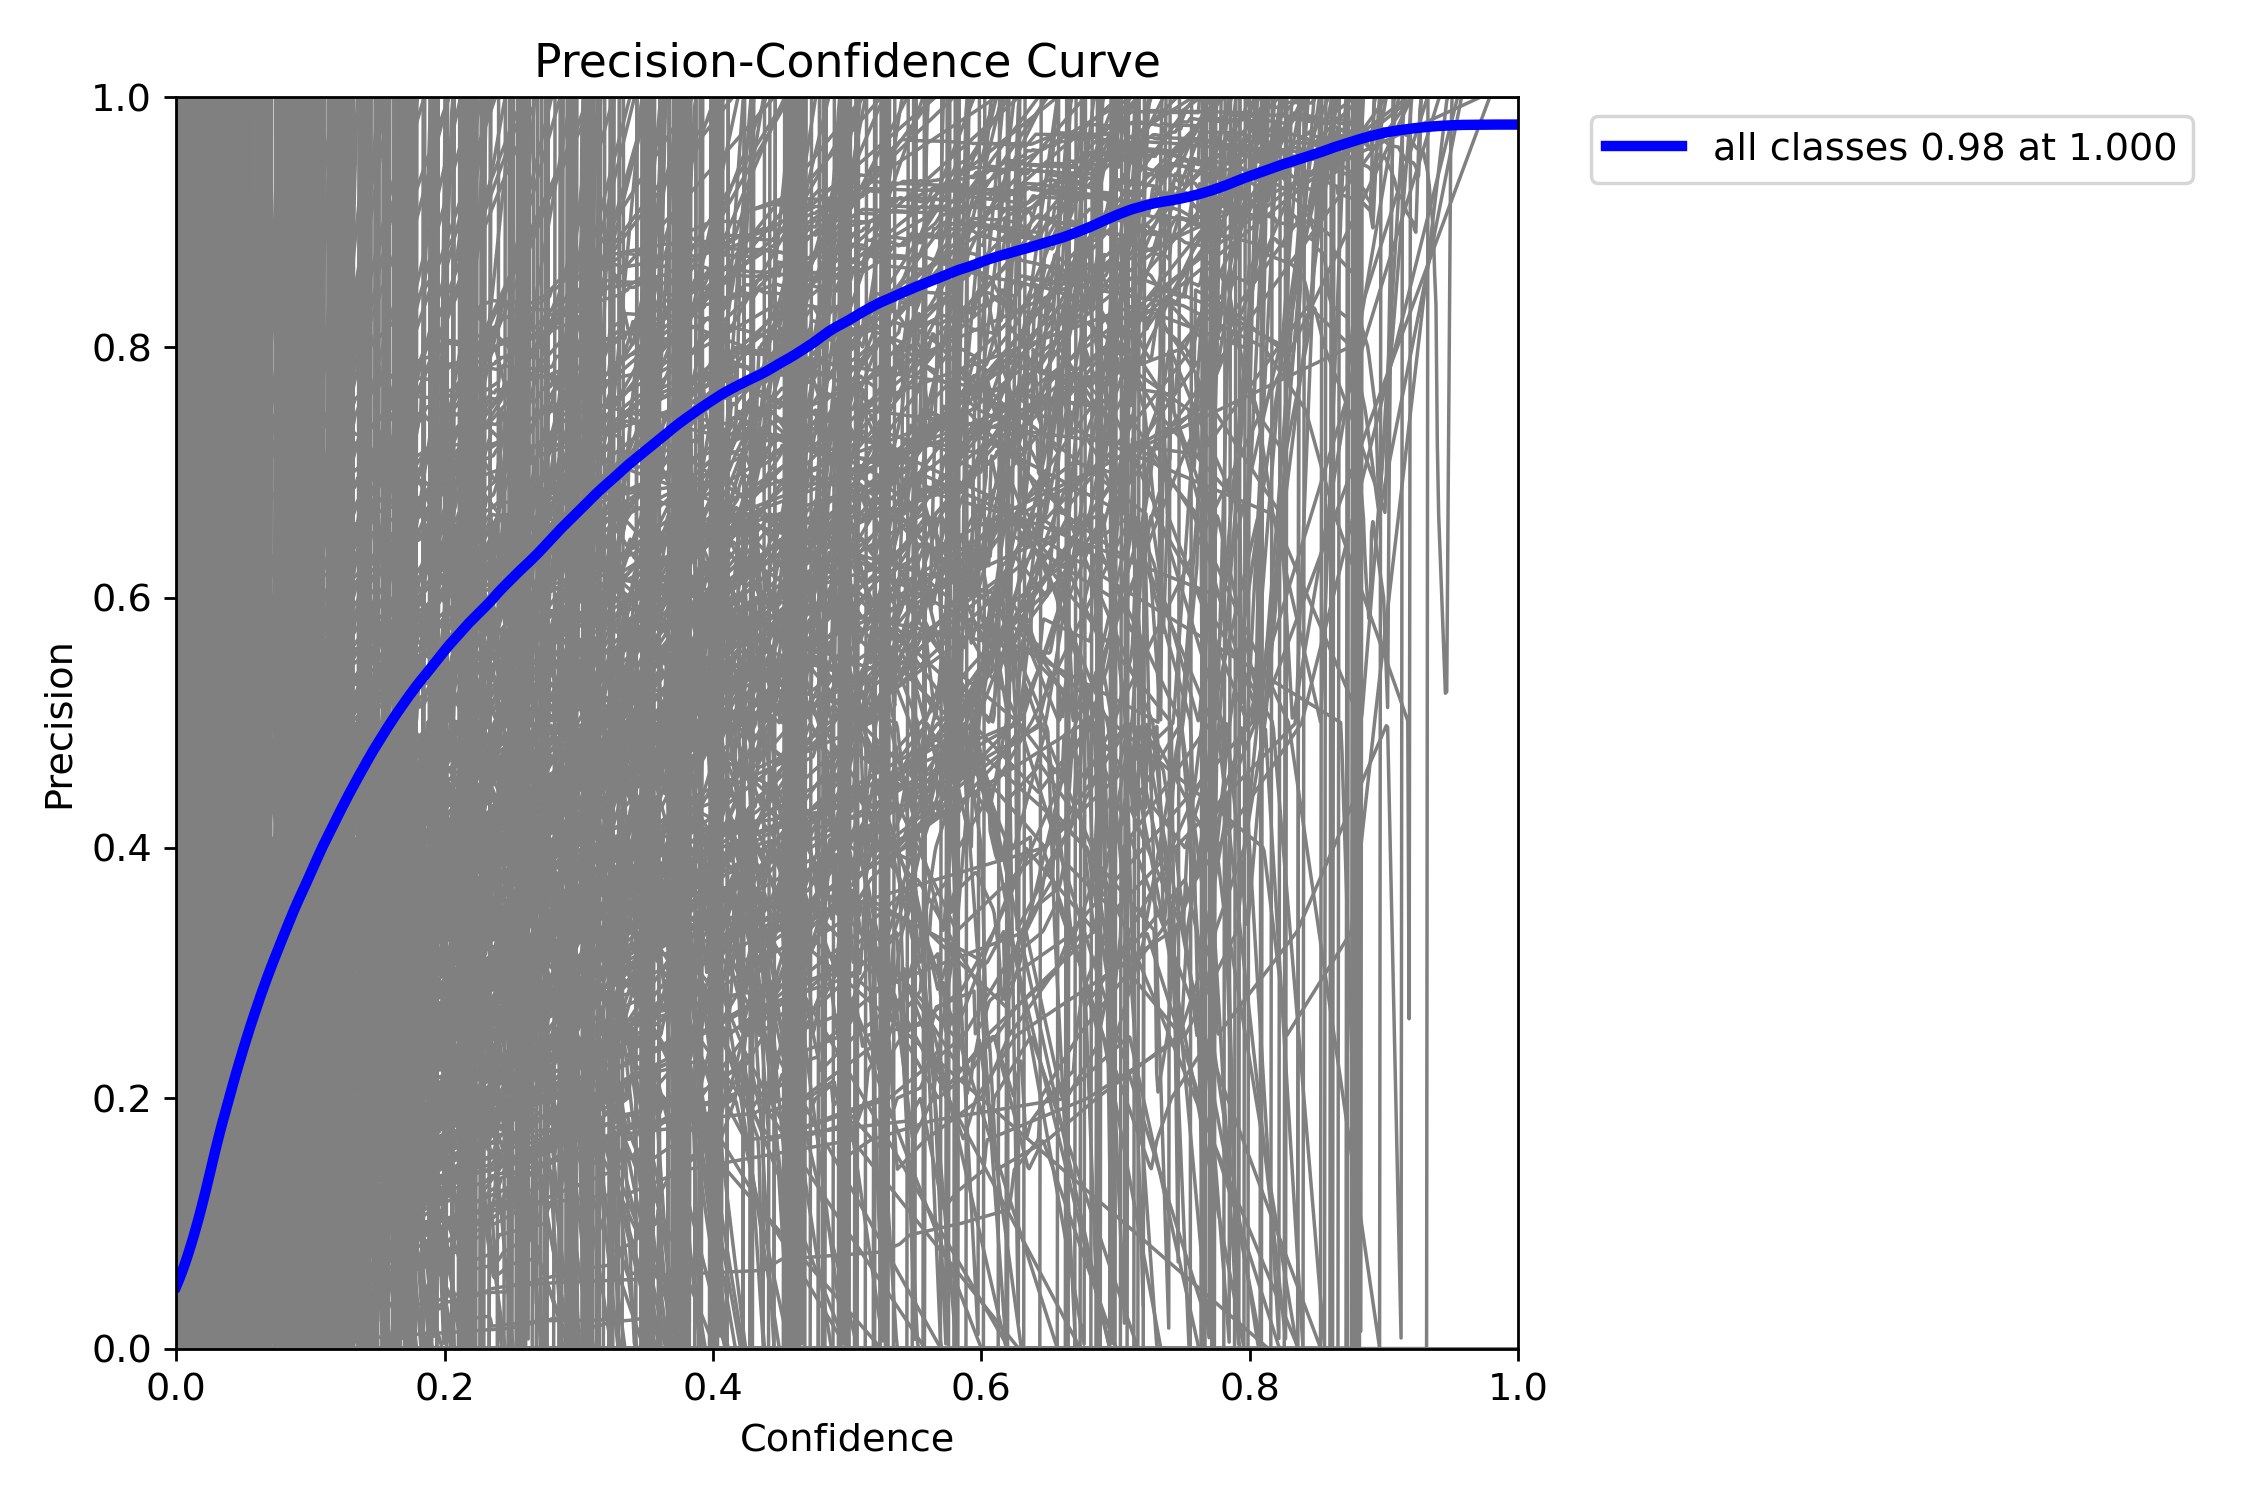 Precision-Confidence Curve
all classes 0.98 at 1.000
Precision
1.0
0.8
0.6
0.4
0.2
0.0
0.0 0.2 0.4 0.6 0.8 1.0
Confidence